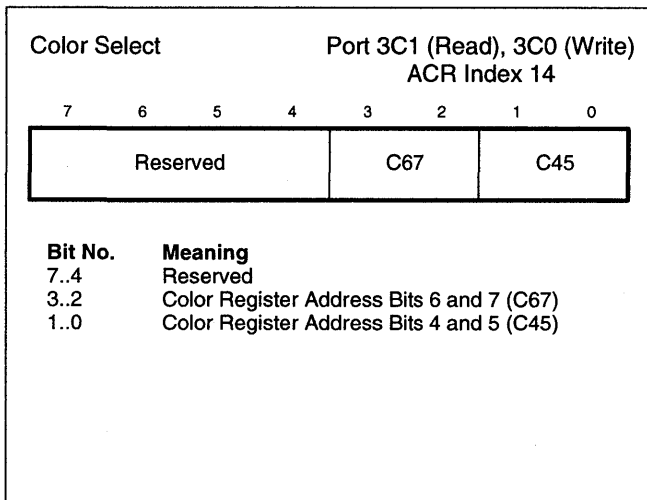 Color Select Port 3C1 (Read), 3C0 (Write)
ACR Index 14
7 6 5 4 3 2 1 0
Reserved C67 C45
Bit No. Meaning
7..4 Reserved
3..2 Color Register Address Bits 6 and 7 (C67)
1..0 Color Register Address Bits 4 and 5 (C45)